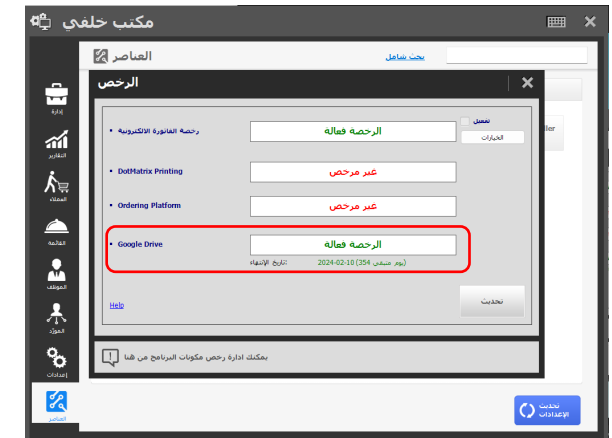 مكتب خلفي
العناصر
بحث شامل
الرخص
إدارة
التقارير
العملاء
القائمة
الموظف
المورّد
إعدادات
العناصر
رخصة الفاتورة الالكترونية
الرخصة فعالة
تفعيل
الخيارات
DotMatrix Printing
غير مرخص
Ordering Platform
غير مرخص
Google Drive
الرخصة فعالة
تاريخ الإنتهاء:
2024-02-10 (354 يوم متبقي)
Help
تحديث
يمكنك ادارة رخص مكونات البرنامج من هنا
ller
تحديث
الإعدادات